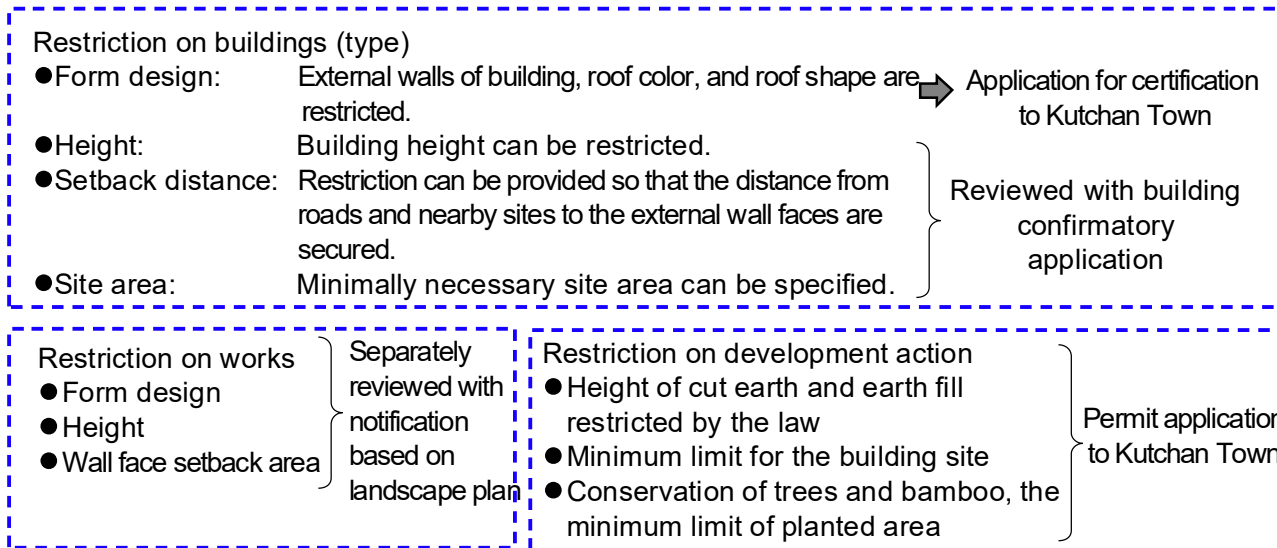 Restriction on buildings (type)
●Form design: External walls of building, roof color, and roof shape are
restricted.
Application for certification
to Kutchan Town
●Height: Building height can be restricted.
●Setback distance: Restriction can be provided so that the distance from
roads and nearby sites to the external wall faces are
secured.
●Site area: Minimally necessary site area can be specified.
Reviewed with building
confirmatory
application
Restriction on works
●Form design
●Height
●Wall face setback area
Separately
reviewed with
notification
based on
landscape plan
Restriction on development action
●Height of cut earth and earth fill
restricted by the law
●Minimum limit for the building site
●Conservation of trees and bamboo, the
minimum limit of planted area
Permit application
to Kutchan Town